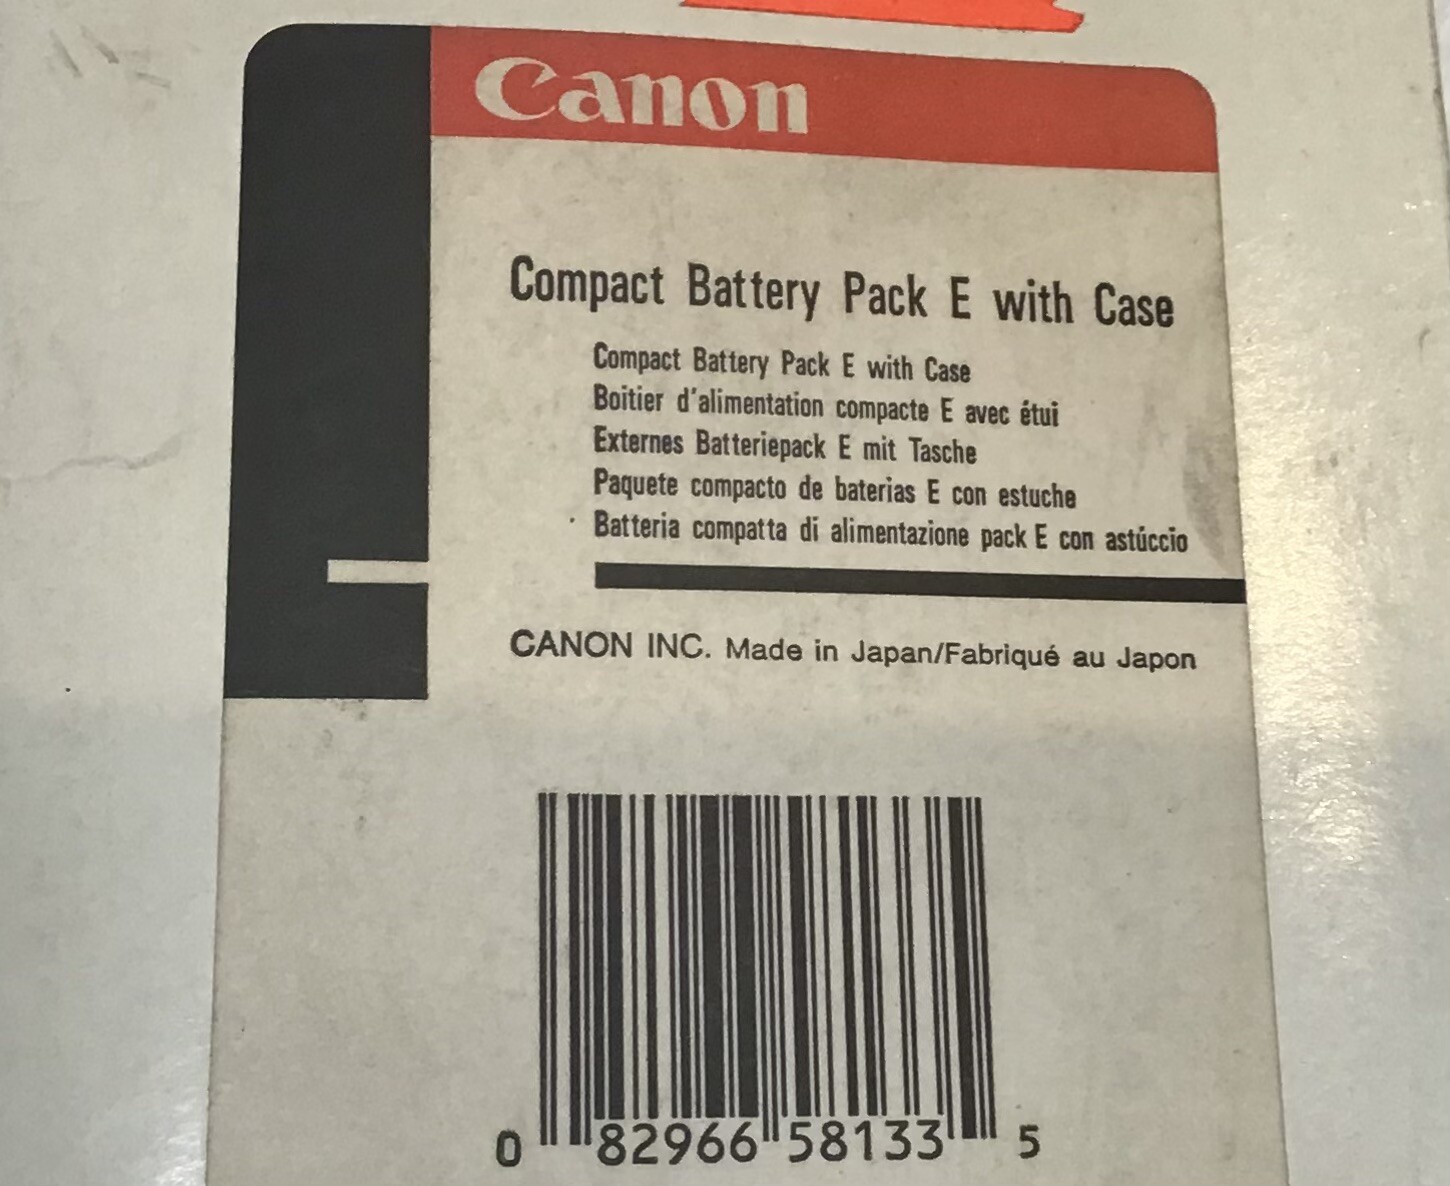 Canon
Compact Battery Pack E with Case
Compact Battery Pack E with Case
Boitier d'alimentation compacte E avec étui
Externes Batteriepack E mit Tasche
Paquete compacto de baterias E con estuche
Batteria compatta di alimentazione pack E con astúccio
CANON INC. Made in Japan/Fabriqué au Japon
0 82966 58133 5